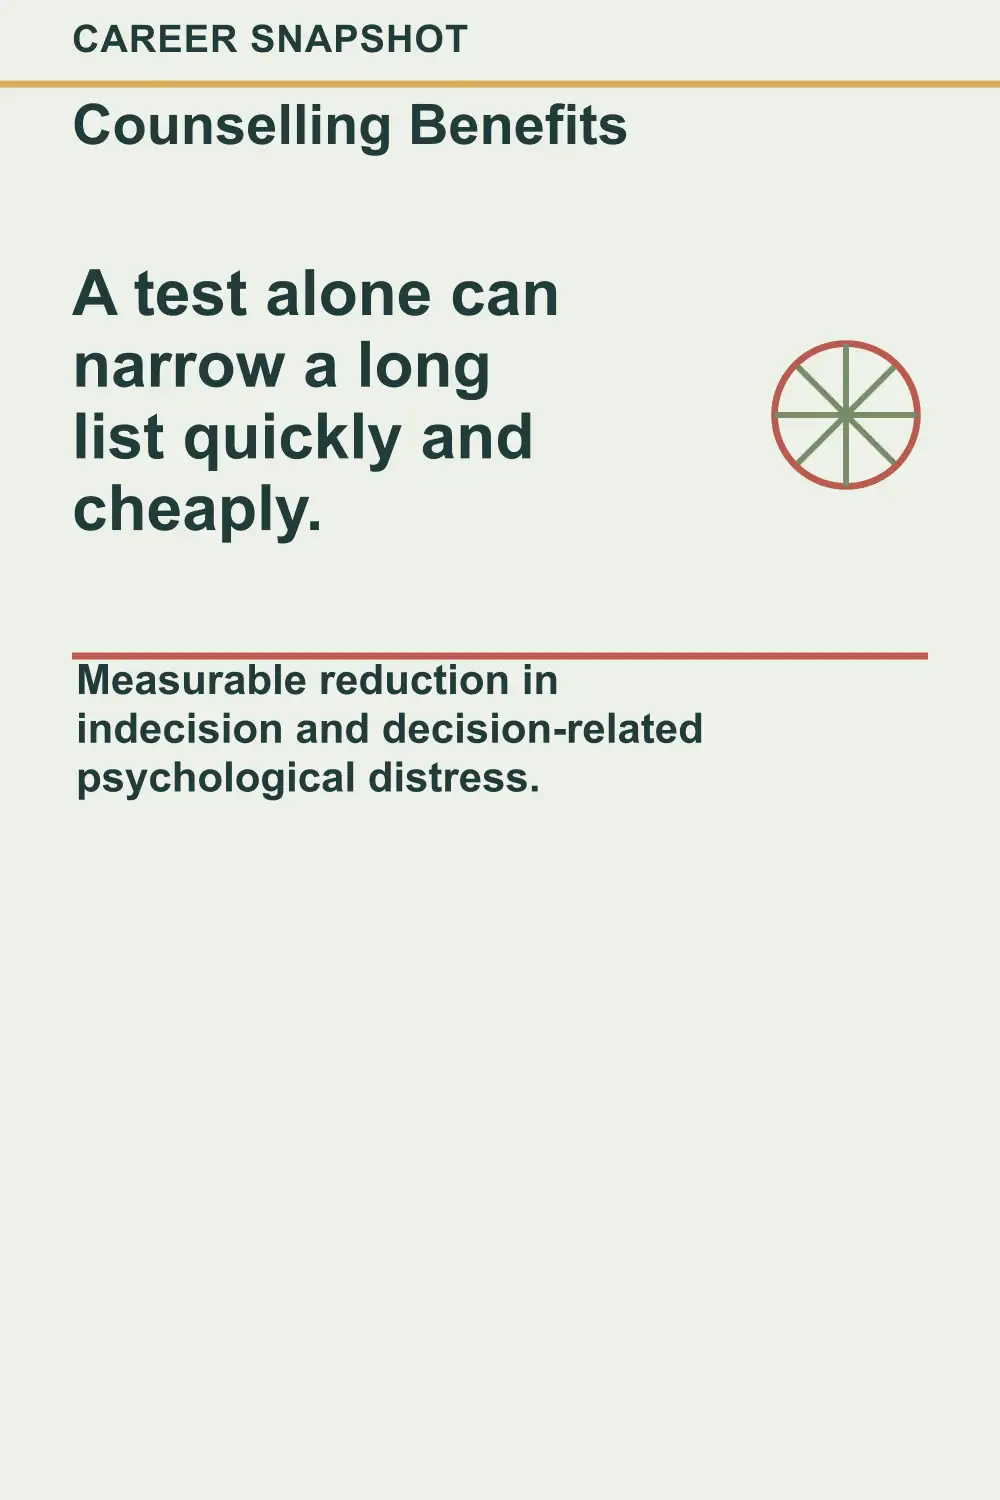 CAREER SNAPSHOT
Counselling Benefits
A test alone can
narrow a long
list quickly and
cheaply.
Measurable reduction in
indecision and decision-related
psychological distress.